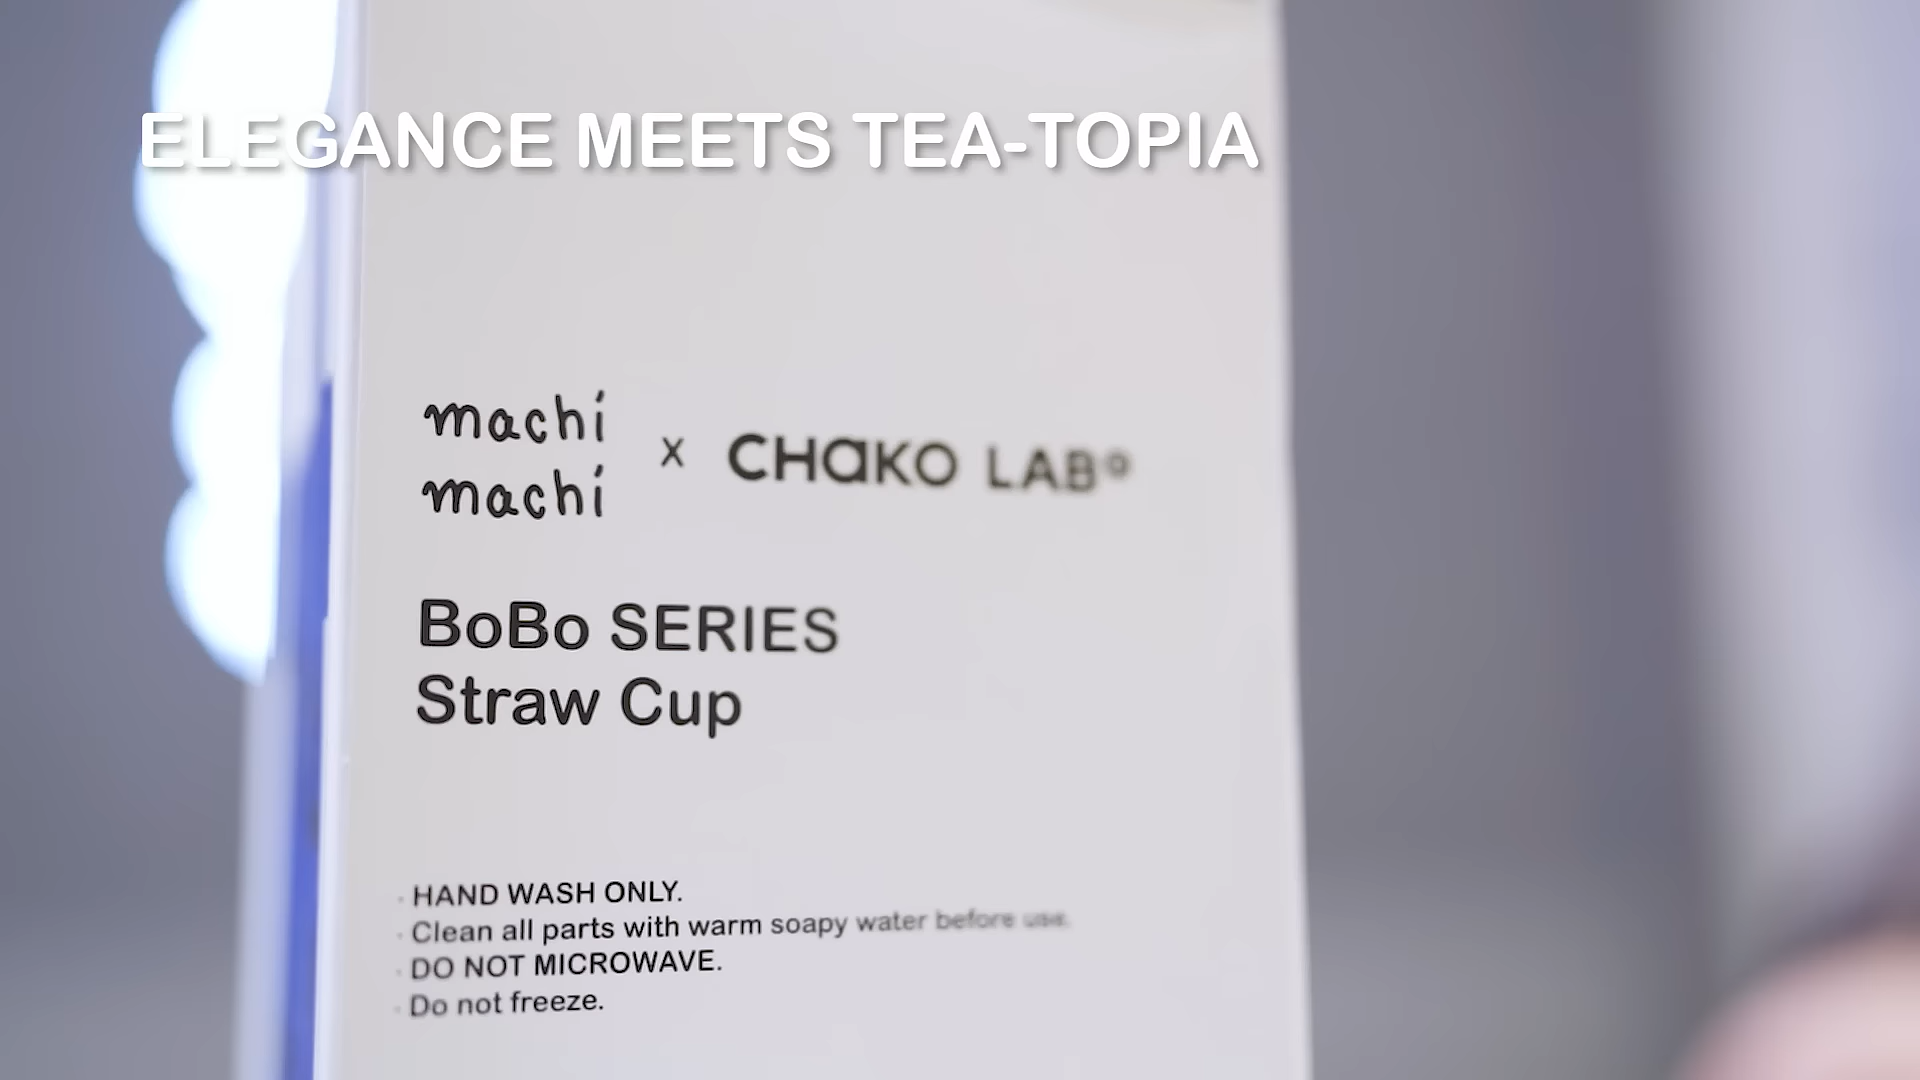 ELEGANCE MEETS TEA-TOPIA
machi
machi
x CHaKO LAB
BoBo SERIES
Straw Cup
· HAND WASH ONLY.
· Clean all parts with warm soapy water before use.
· DO NOT MICROWAVE.
· Do not freeze.